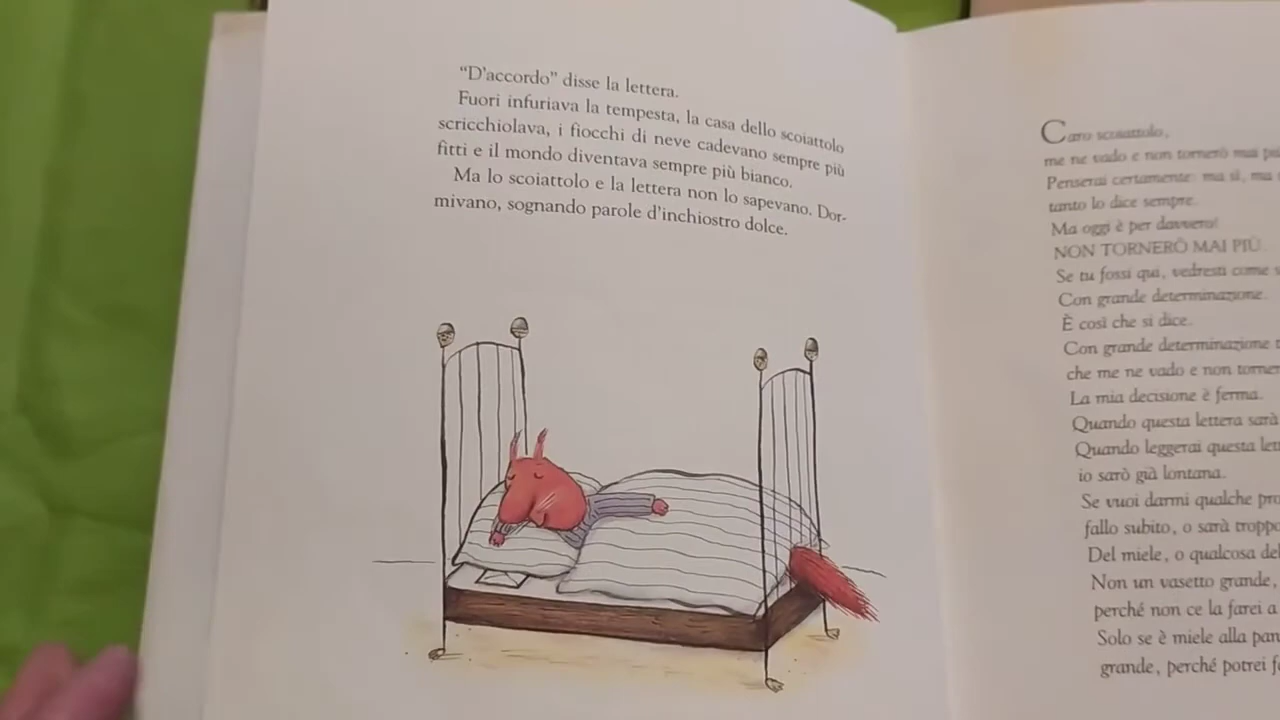 “D'accordo” disse la lettera.
Fuori infuriava la tempesta, la casa dello scoiattolo
scricchiolava, i fiocchi di neve cadevano sempre più
fitti e il mondo diventava sempre più bianco.
Ma lo scoiattolo e la lettera non lo sapevano. Dor-
mivano, sognando parole d'inchiostro dolce.
Caro scoiattolo,
me ne vado e non tornerò mai
Penserai certamente: ma sì, ma
tanto lo dice sempre.
Ma oggi è per davvero!
NON TORNERÒ MAI PIÙ.
Se tu fossi qui, vedresti come
Con grande determinazione.
È così che si dice.
Con grande determinazione
che me ne vado e non
La mia decisione è ferma.
Quando questa lettera sarà
Quando leggerai questa
io sarò già lontana.
Se vuoi darmi qualche
fallo subito, o sarà
Del miele, o qualcosa
Non un vasetto grande,
perché non ce la farei a
Solo se è miele alla
grande, perché potrei